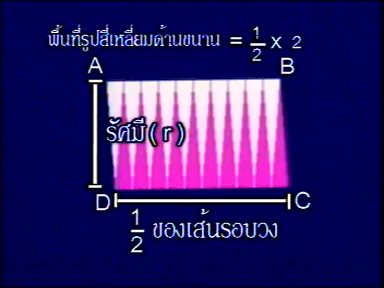 พื้นที่รูปสี่เหลี่ยมด้านขนาน = 1/2 x 2
A B
รัศมี(r)
D C
1/2 ของเส้นรอบวง